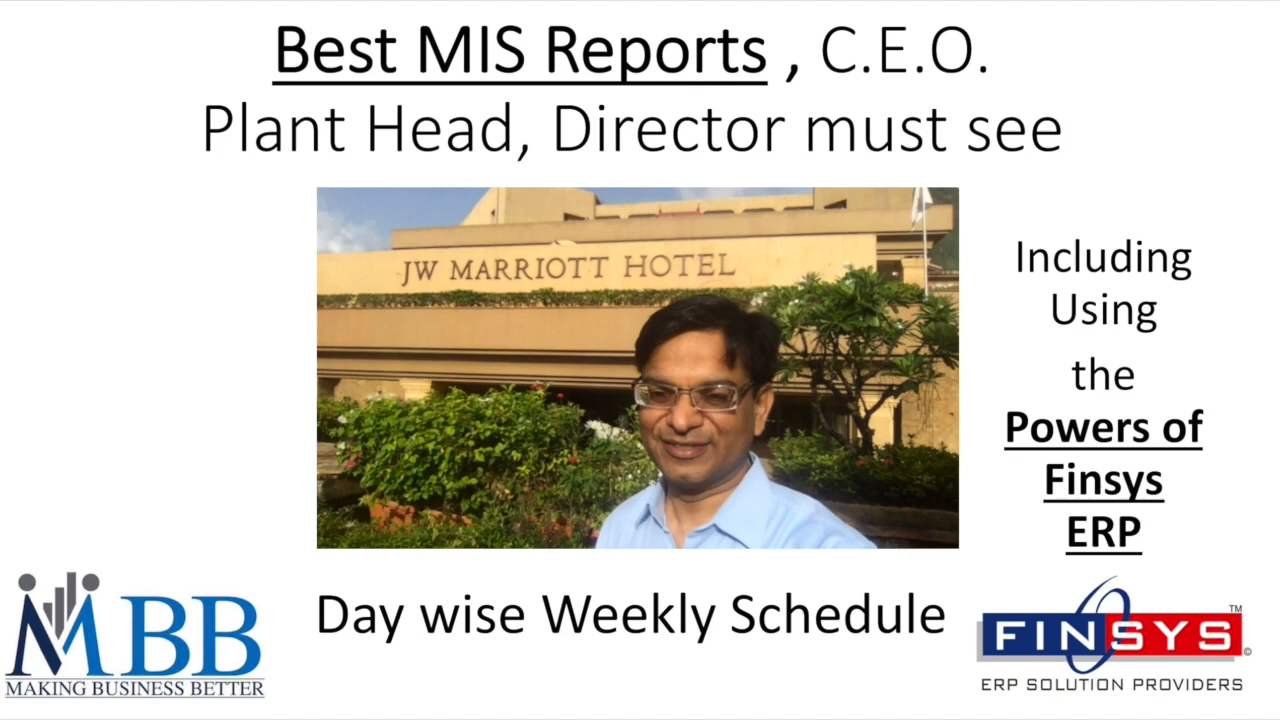 Best MIS Reports , C.E.O.
Plant Head, Director must see
JW MARRIOTT HOTEL
Including
Using
the
Powers of
Finsys
ERP
Day wise Weekly Schedule
MBB
MAKING BUSINESS BETTER
FINSYS TM
©
ERP SOLUTION PROVIDERS